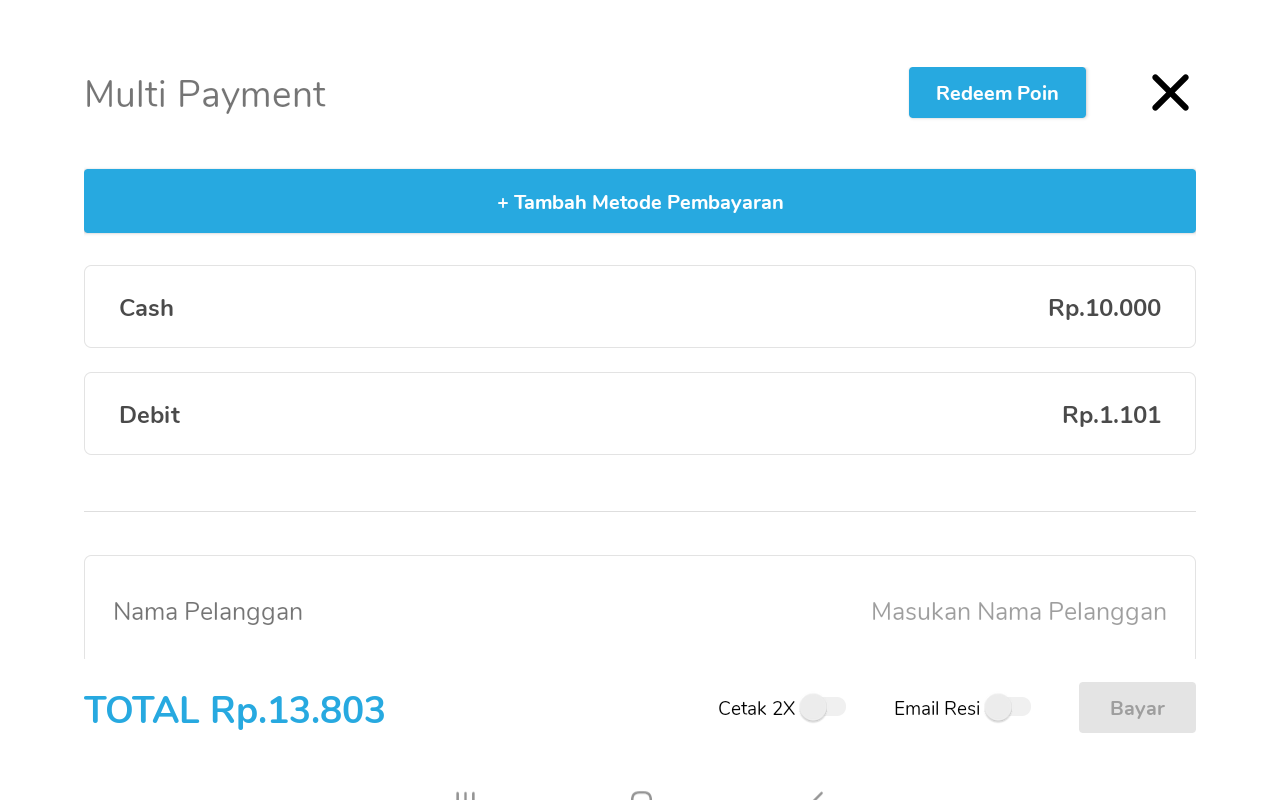 Multi Payment
Redeem Poin
+ Tambah Metode Pembayaran
Cash
Rp.10.000
Debit
Rp.1.101
Nama Pelanggan
Masukan Nama Pelanggan
TOTAL Rp.13.803
Cetak 2X
Email Resi
Bayar